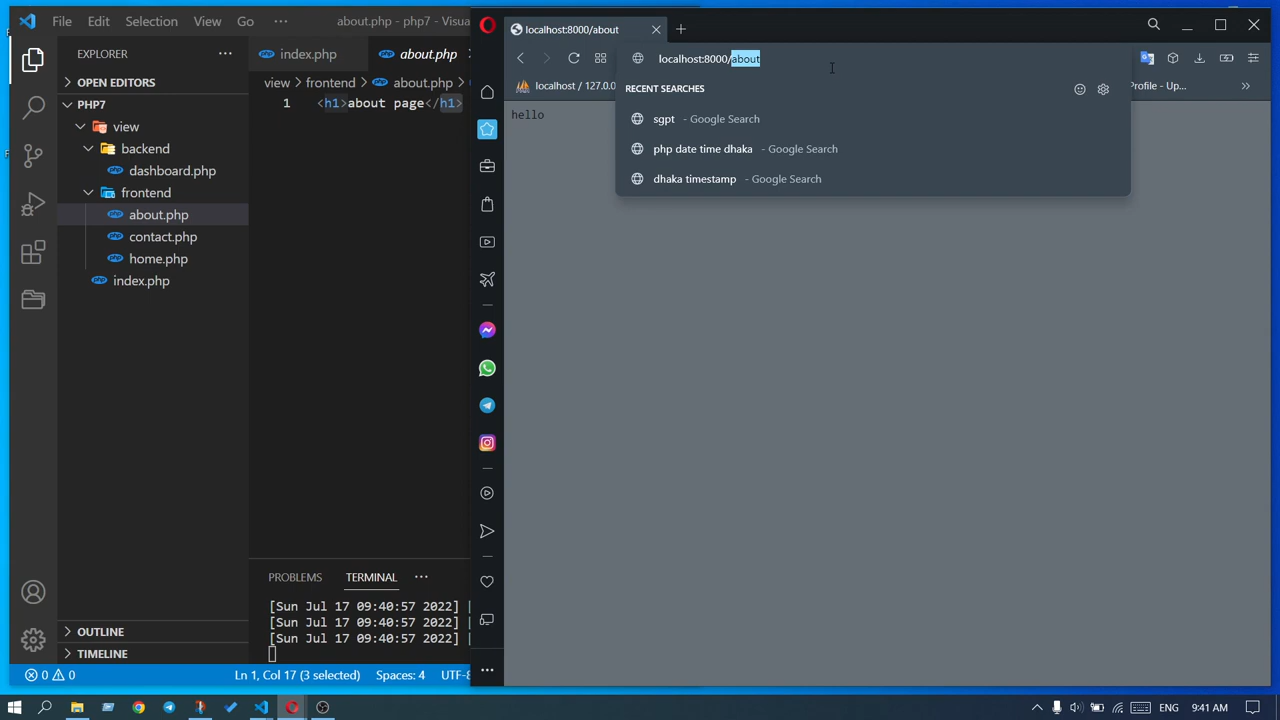 File Edit Selection View Go ··· about.php - php7 - Visua
EXPLORER ···
OPEN EDITORS
PHP7
view
backend
dashboard.php
frontend
about.php
contact.php
home.php
index.php
OUTLINE
TIMELINE
index.php about.php
view > frontend > about.php >
1 <h1>about page</h1>
PROBLEMS TERMINAL ···
[Sun Jul 17 09:40:57 2022]
[Sun Jul 17 09:40:57 2022]
[Sun Jul 17 09:40:57 2022]
0 0 Ln 1, Col 17 (3 selected) Spaces: 4 UTF-8
localhost:8000/about
localhost:8000/about
localhost / 127.0.0 Profile - Up... »
RECENT SEARCHES
sgpt - Google Search
php date time dhaka - Google Search
dhaka timestamp - Google Search
hello
ENG 9:41 AM